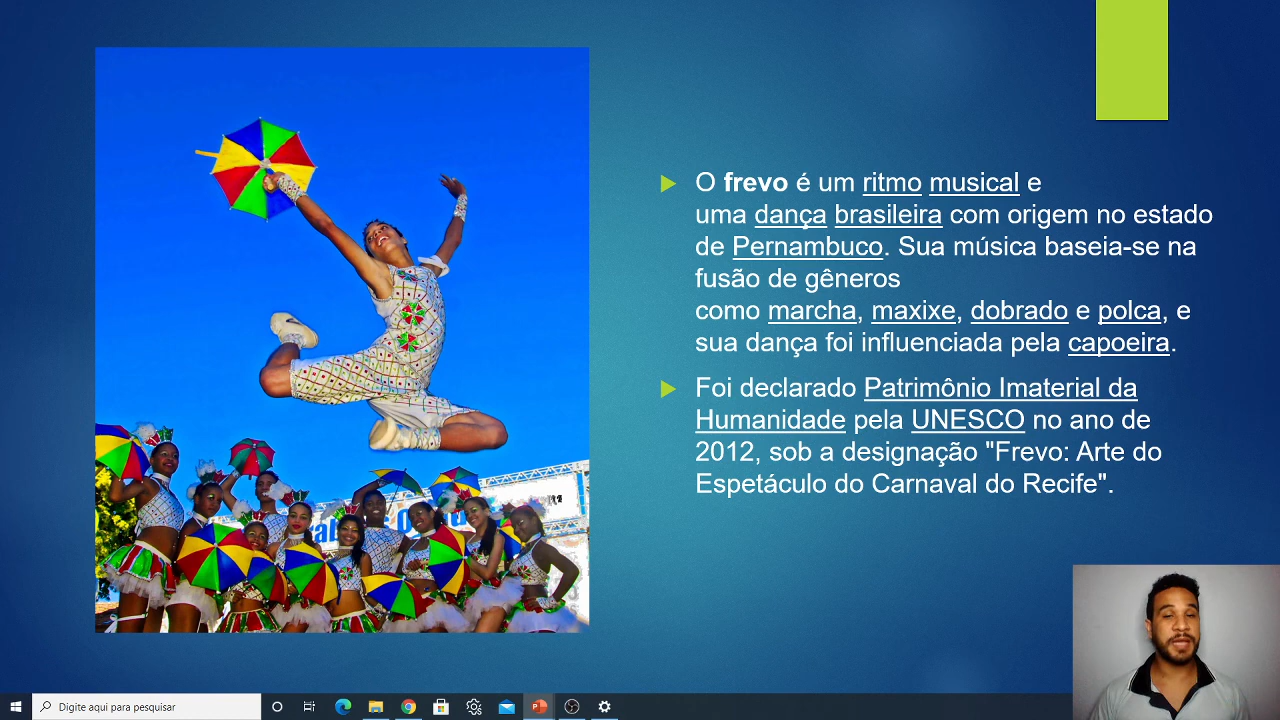 O frevo é um ritmo musical e
uma dança brasileira com origem no estado
de Pernambuco. Sua música baseia-se na
fusão de gêneros
como marcha, maxixe, dobrado e polca, e
sua dança foi influenciada pela capoeira.
Foi declarado Patrimônio Imaterial da
Humanidade pela UNESCO no ano de
2012, sob a designação "Frevo: Arte do
Espetáculo do Carnaval do Recife".
Digite aqui para pesquisar